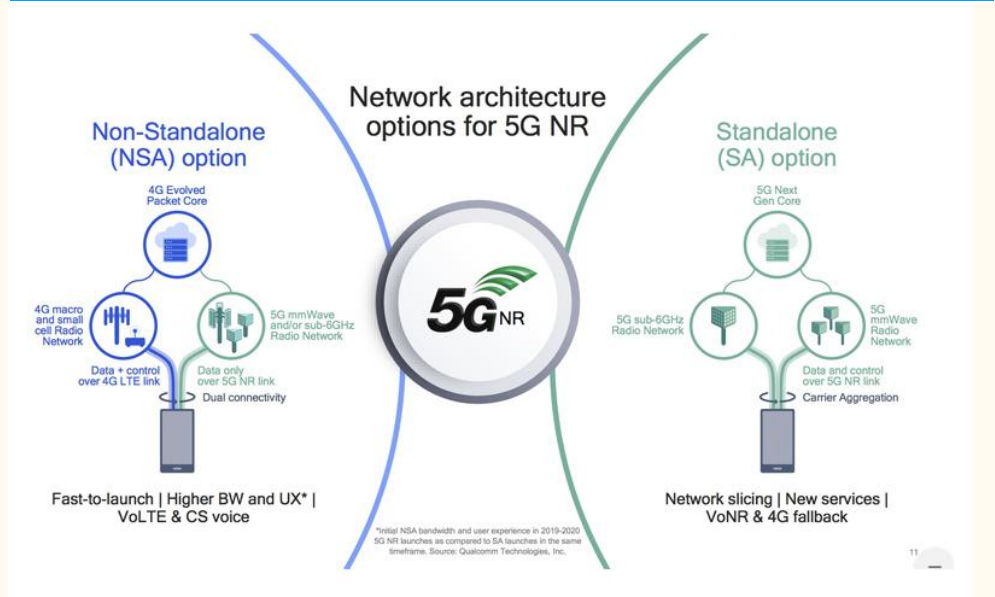 Network architecture
options for 5G NR
Non-Standalone
(NSA) option
4G Evolved
Packet Core
4G macro
and small
cell Radio
Network
5G mmWave
and/or sub-6GHz
Radio Network
Data + control
over 4G LTE link
Data only
over 5G NR link
Dual connectivity
Fast-to-launch | Higher BW and UX* |
VoLTE & CS voice
5G NR
*Initial NSA bandwidth and user experience in 2019-2020
5G NR launches as compared to SA launches in the same
timeframe. Source: Qualcomm Technologies, Inc.
Standalone
(SA) option
5G Next
Gen Core
5G sub-6GHz
Radio Network
5G
mmWave
Radio
Network
Data and control
over 5G NR link
Carrier Aggregation
Network slicing | New services |
VoNR & 4G fallback
11